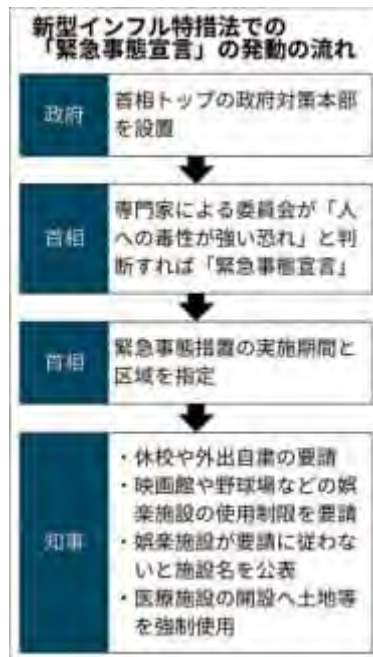 新型インフル特措法での
「緊急事態宣言」の発動の流れ
政府
首相トップの政府対策本部
を設置
首相
専門家による委員会が「人
への毒性が強い恐れ」と判
断すれば「緊急事態宣言」
首相
緊急事態措置の実施期間と
区域を指定
知事
・休校や外出自粛の要請
・映画館や野球場などの娯
楽施設の使用制限を要請
・娯楽施設が要請に従わな
いと施設名を公表
・医療施設の開設へ土地等
を強制使用